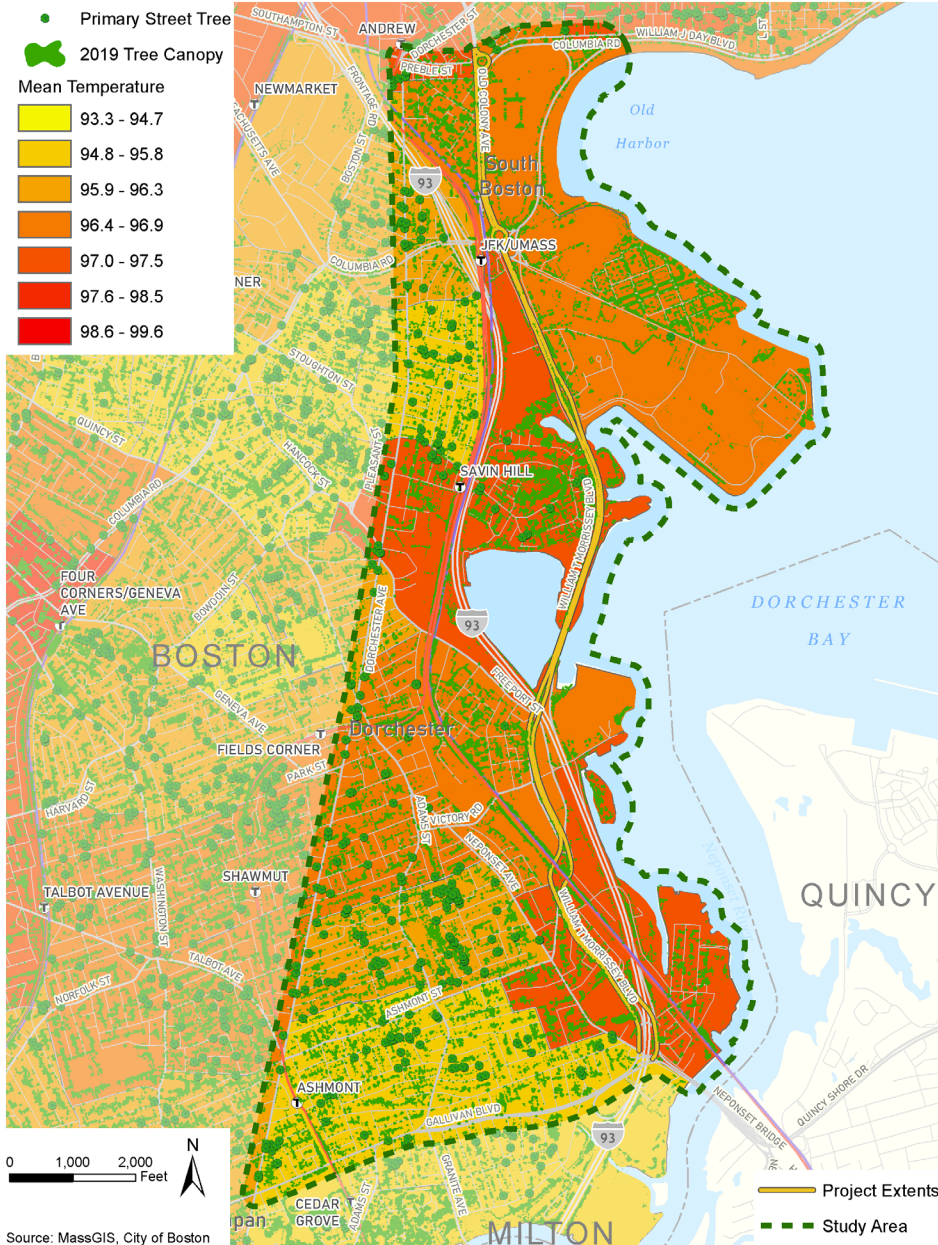 Primary Street Tree
2019 Tree Canopy
Mean Temperature
93.3 - 94.7
94.8 - 95.8
95.9 - 96.3
96.4 - 96.9
97.0 - 97.5
97.6 - 98.5
98.6 - 99.6
SOUTHAMPTON ST
ANDREW
DORCHESTER ST
PREBLE ST
COLUMBIA RD
WILLIAM J DAY BLVD
L ST
FRONTAGE RD
NEWMARKET
ACHUSETTS AVE
BOSTON ST
OLD COLONY AVE
Old
Harbor
93
South
Boston
JFK/UMASS
COLUMBIA RD
NER
STOUGHTON ST
QUINCY ST
HANCOCK ST
PLEASANT ST
SAVIN HILL
COLUMBIA RD
WILLIAM T MORRISSEY BLVD
FOUR
CORNERS/GENEVA
AVE
BOWDOIN ST
DORCHESTER AVE
93
DORCHESTER
BAY
BOSTON
FREEPORT ST
GENEVA AVE
Dorchester
FIELDS CORNER
PARK ST
HARVARD ST
ADAMS ST
VICTORY RD
NEPONSET AVE
Neponset R
SHAWMUT
TALBOT AVENUE
WASHINGTON ST
QUINCY
WILLIAM T MORRISSEY BLVD
TALBOT AVE
NORFOLK ST
ASHMONT ST
ASHMONT
GALLIVAN BLVD
QUINCY SHORE DR
NEPONSET BRIDGE
93
N
0 1,000 2,000
Feet
GRANITE AVE
CEDAR
GROVE
ADAMS ST
pan
MILTON
Project Extents
Study Area
Source: MassGIS, City of Boston